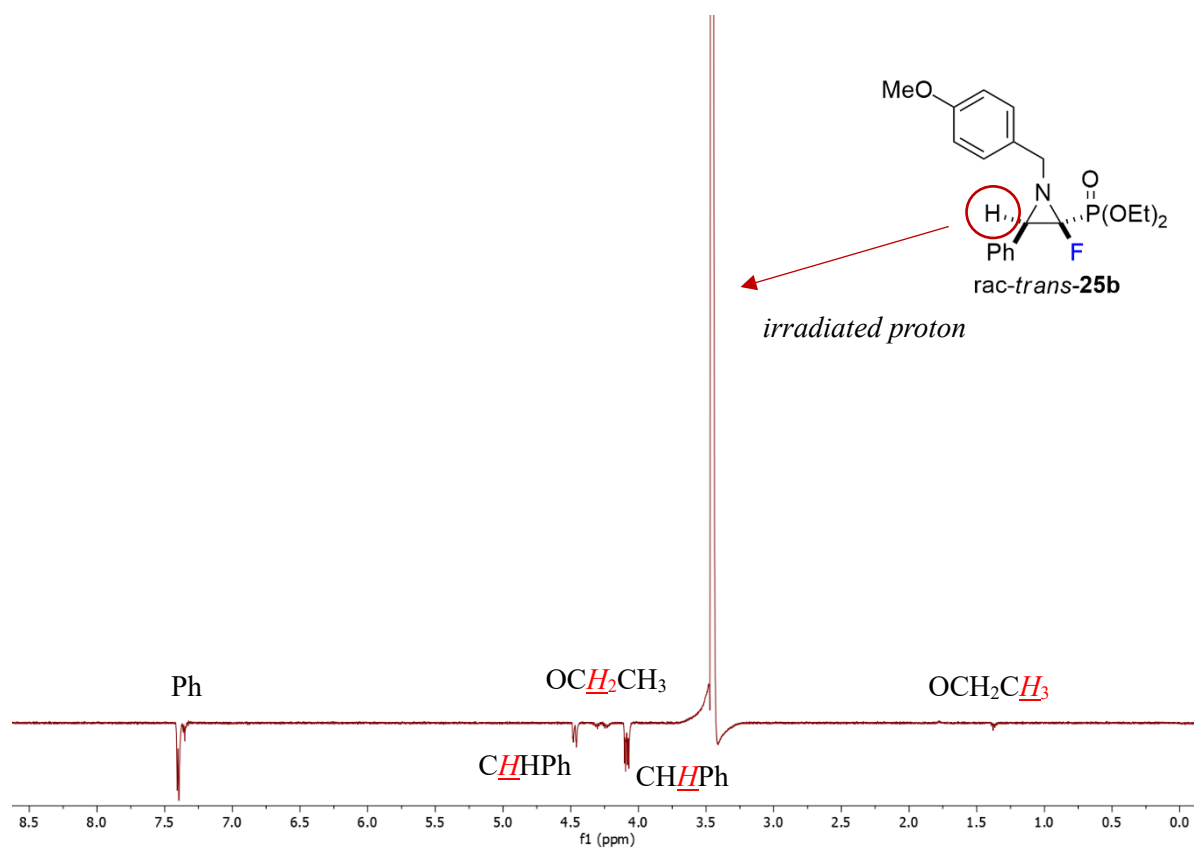 MeO
N
O
H
P(OEt)2
Ph
F
rac-trans-25b
irradiated proton
Ph
OCH2CH3
OCH2CH3
CHHPh
CHHPh
8.5 8.0 7.5 7.0 6.5 6.0 5.5 5.0 4.5 4.0 3.5 3.0 2.5 2.0 1.5 1.0 0.5 0.0
f1 (ppm)